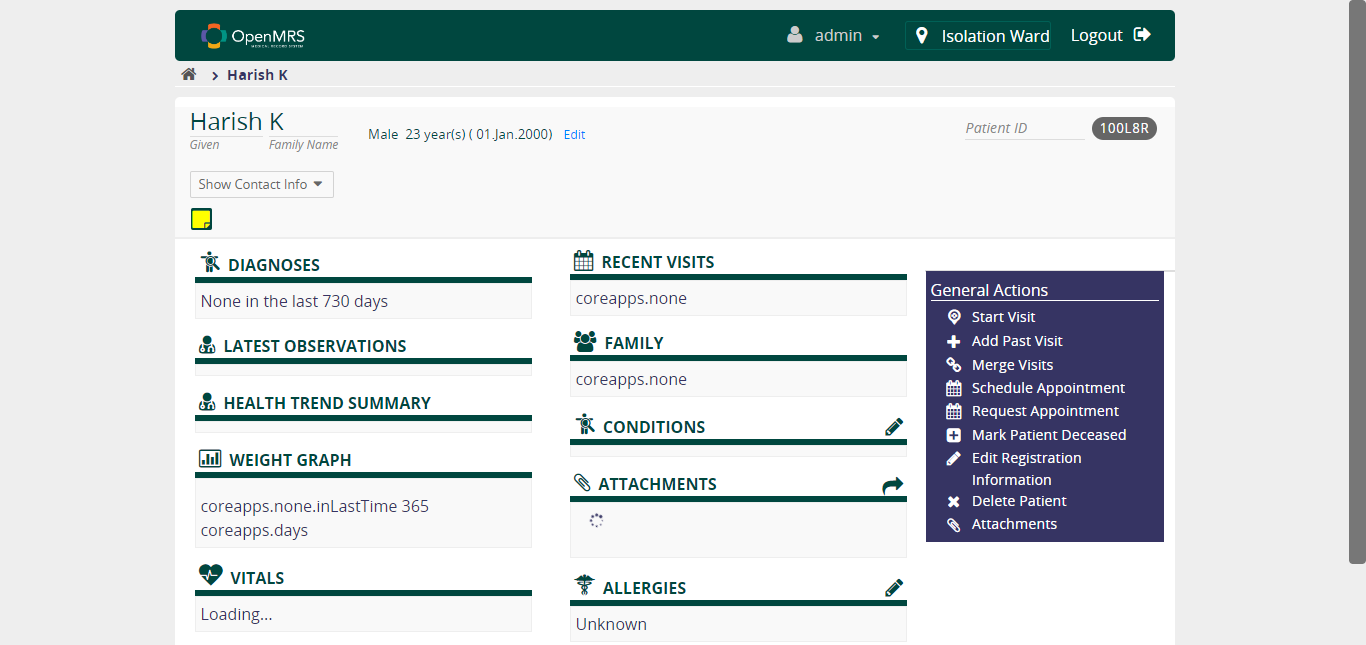 OpenMRS
MEDICAL RECORD SYSTEM
admin
Isolation Ward
Logout
Harish K
Harish K
Given Family Name
Male 23 year(s) ( 01.Jan.2000) Edit
Patient ID 100L8R
Show Contact Info
DIAGNOSES
None in the last 730 days
LATEST OBSERVATIONS
HEALTH TREND SUMMARY
WEIGHT GRAPH
coreapps.none.inLastTime 365
coreapps.days
VITALS
Loading...
RECENT VISITS
coreapps.none
FAMILY
coreapps.none
CONDITIONS
ATTACHMENTS
ALLERGIES
Unknown
General Actions
Start Visit
Add Past Visit
Merge Visits
Schedule Appointment
Request Appointment
Mark Patient Deceased
Edit Registration
Information
Delete Patient
Attachments